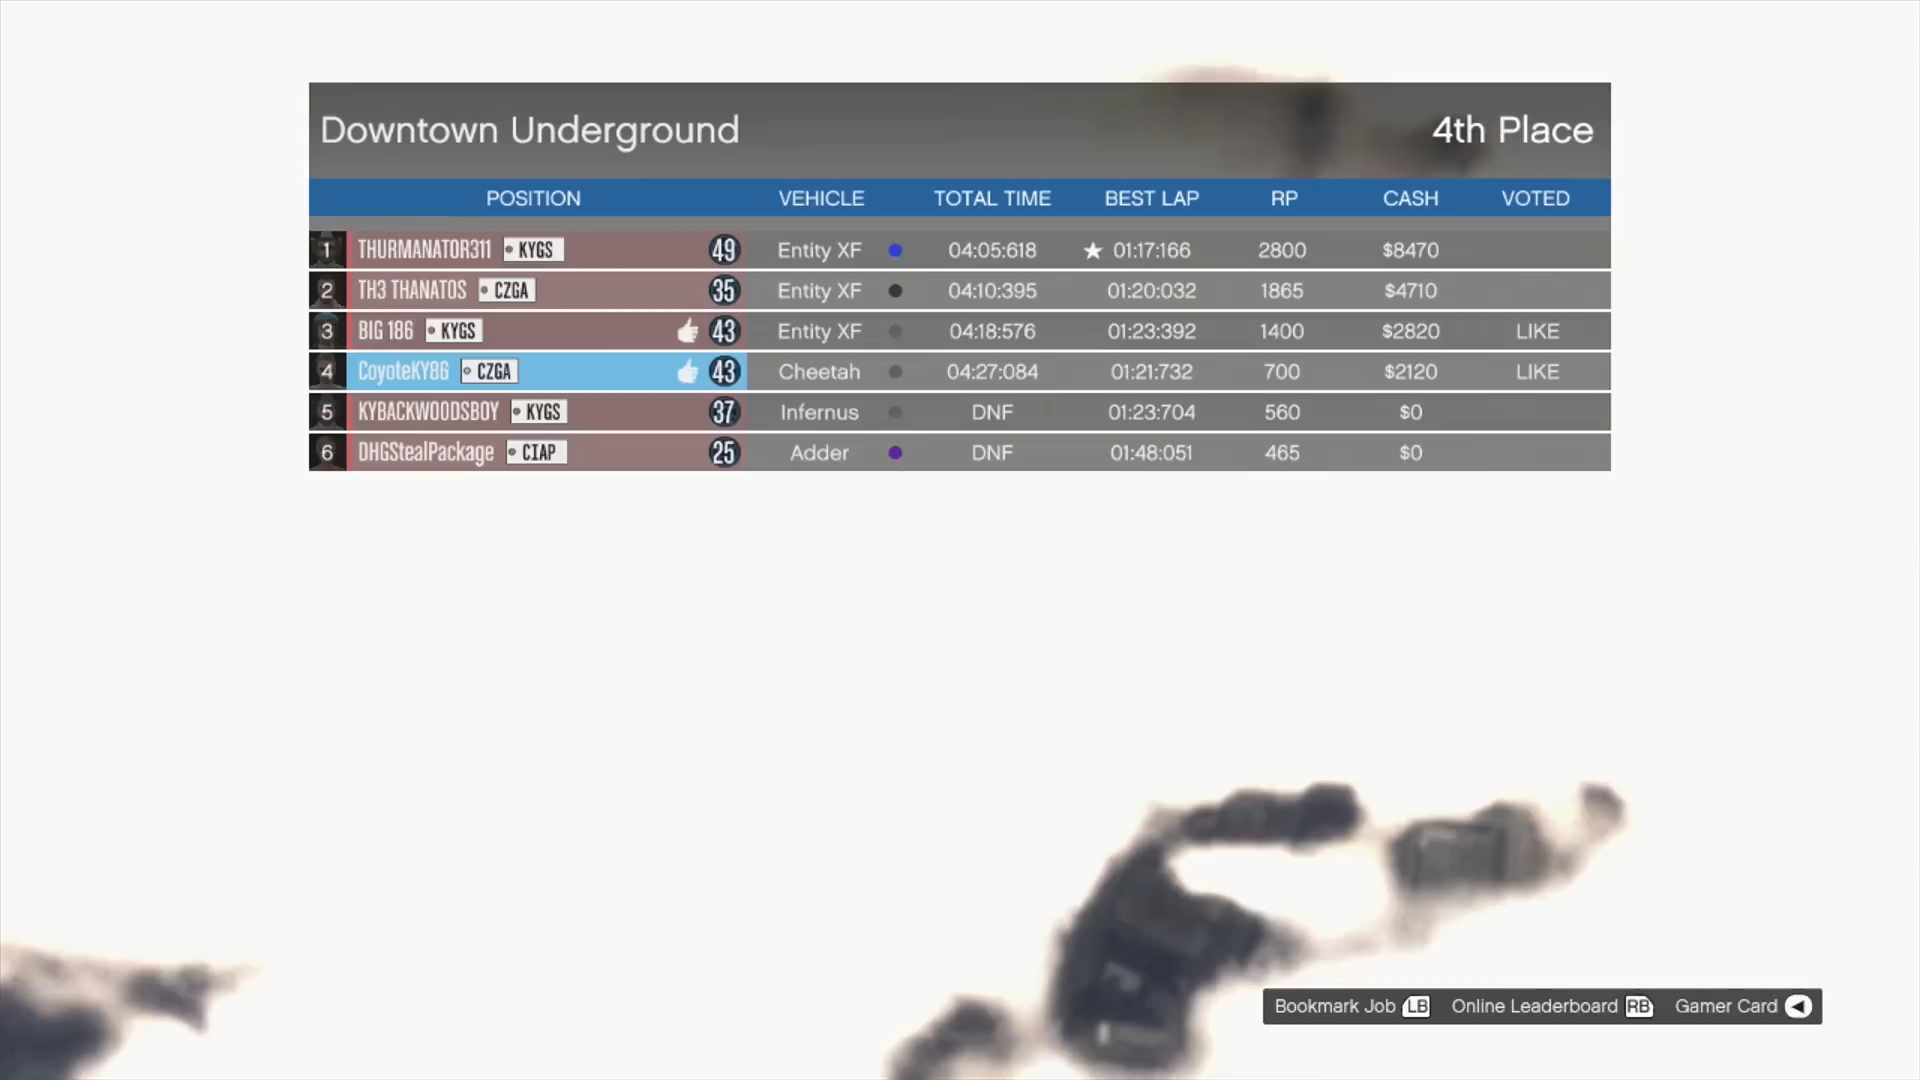 Downtown Underground 4th Place
POSITION VEHICLE TOTAL TIME BEST LAP RP CASH VOTED
1 THURMANATOR311 KYGS 49 Entity XF 04:05:618 ★ 01:17:166 2800 $8470
2 TH3 THANATOS CZGA 35 Entity XF 04:10:395 01:20:032 1865 $4710
3 BIG 186 KYGS 43 Entity XF 04:18:576 01:23:392 1400 $2820 LIKE
4 CoyoteKY86 CZGA 43 Cheetah 04:27:084 01:21:732 700 $2120 LIKE
5 KYBACKWOODSBOY KYGS 37 Infernus DNF 01:23:704 560 $0
6 DHGStealPackage CIAP 25 Adder DNF 01:48:051 465 $0
Bookmark Job LB Online Leaderboard RB Gamer Card